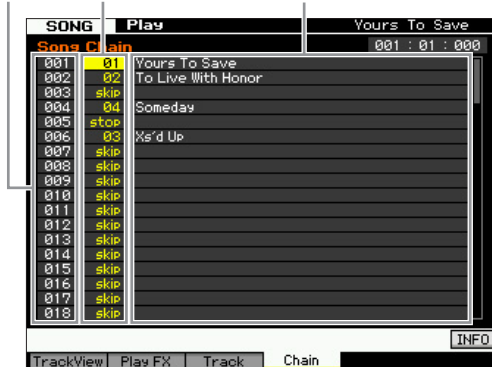 SONG Play Yours To Save
Song Chain 001 : 01 : 000
001 01 Yours To Save
002 02 To Live With Honor
003 skip
004 04 Someday
005 stop
006 03 Xs'd Up
007 skip
008 skip
009 skip
010 skip
011 skip
012 skip
013 skip
014 skip
015 skip
016 skip
017 skip
018 skip
INFO
TrackView Play FX Track Chain